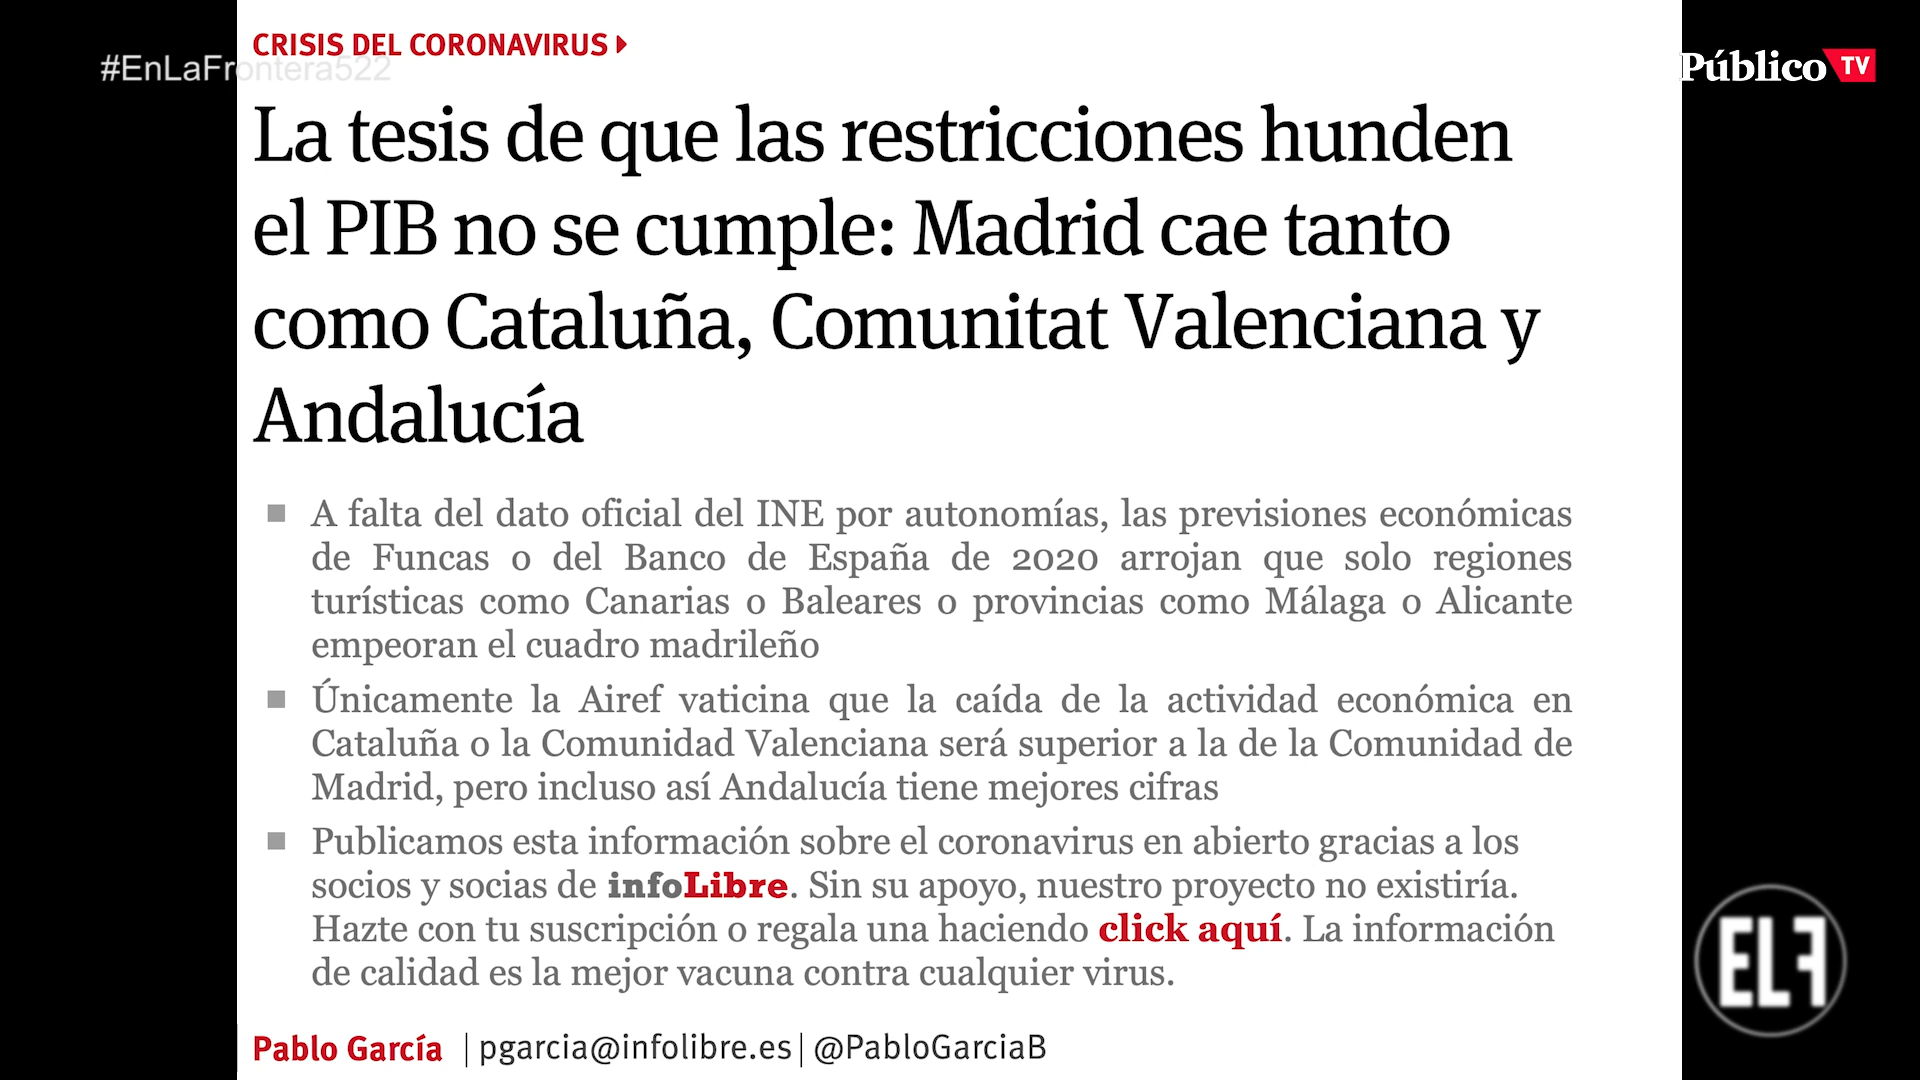 CRISIS DEL CORONAVIRUS
#EnLaFrontera522
Público TV
La tesis de que las restricciones hunden
el PIB no se cumple: Madrid cae tanto
como Cataluña, Comunitat Valenciana y
Andalucía
A falta del dato oficial del INE por autonomías, las previsiones económicas
de Funcas o del Banco de España de 2020 arrojan que solo regiones
turísticas como Canarias o Baleares o provincias como Málaga o Alicante
empeoran el cuadro madrileño
Únicamente la Airef vaticina que la caída de la actividad económica en
Cataluña o la Comunidad Valenciana será superior a la de la Comunidad de
Madrid, pero incluso así Andalucía tiene mejores cifras
Publicamos esta información sobre el coronavirus en abierto gracias a los
socios y socias de infoLibre. Sin su apoyo, nuestro proyecto no existiría.
Hazte con tu suscripción o regala una haciendo click aquí. La información
de calidad es la mejor vacuna contra cualquier virus.
ELF
Pablo García | pgarcia@infolibre.es | @PabloGarciaB